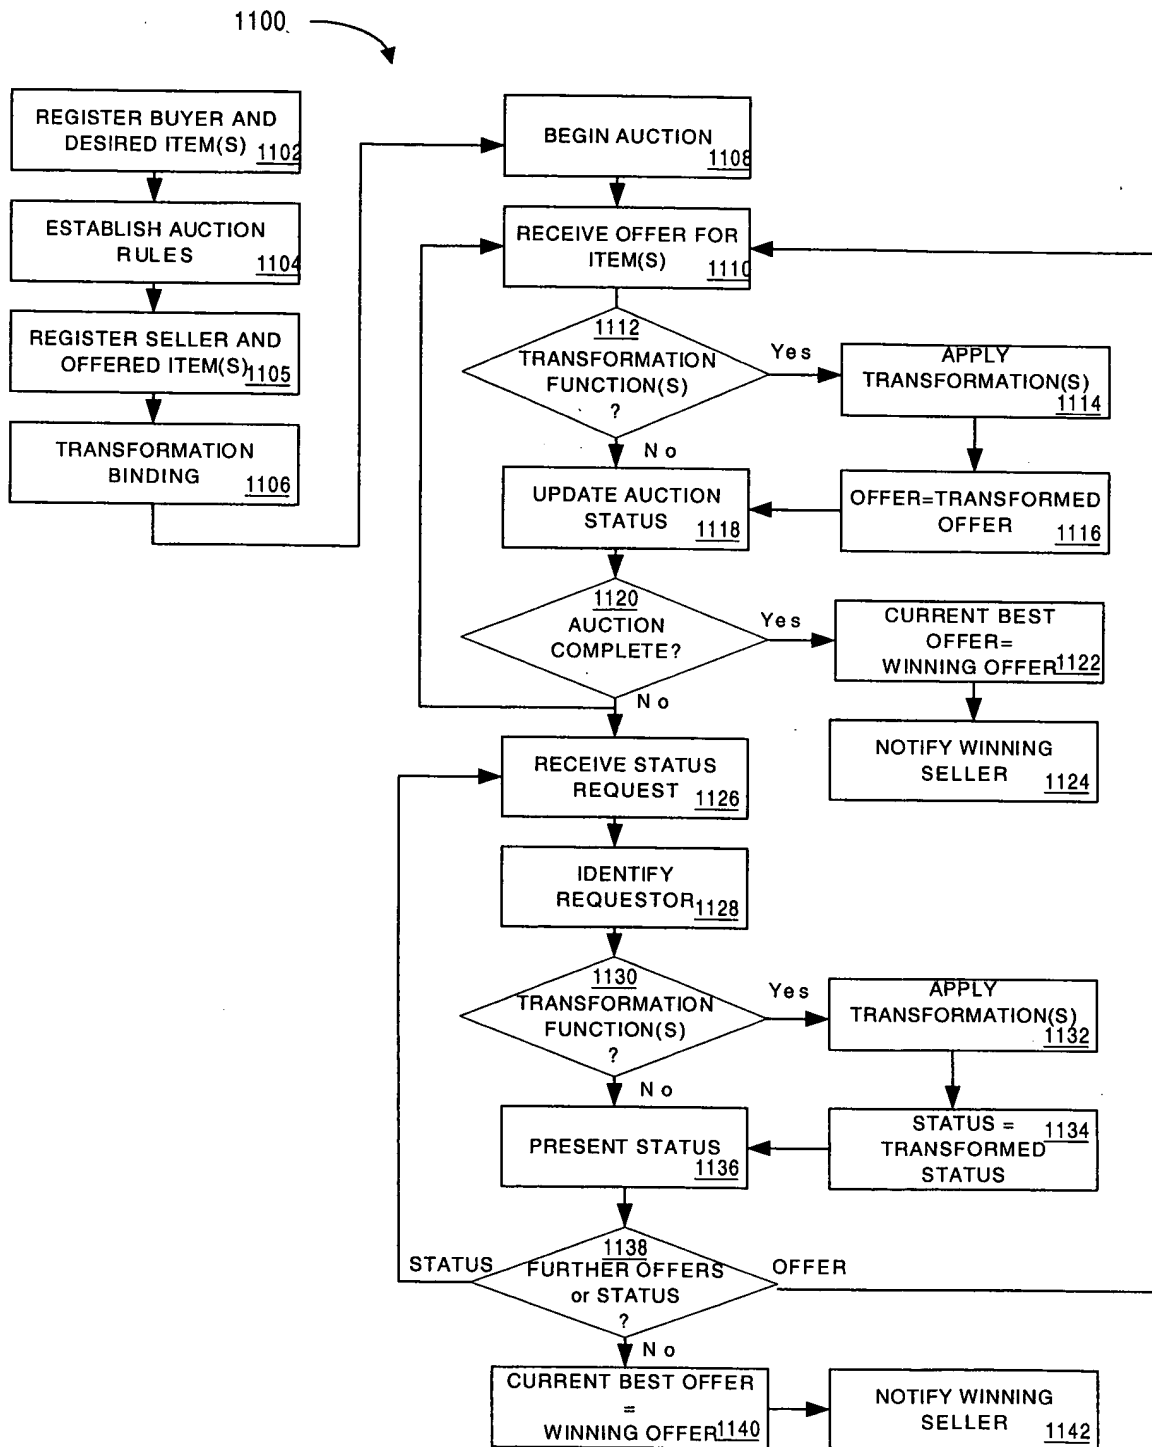 1100
REGISTER BUYER AND
DESIRED ITEM(S) 1102
ESTABLISH AUCTION
RULES 1104
REGISTER SELLER AND
OFFERED ITEM(S) 1105
TRANSFORMATION
BINDING 1106
BEGIN AUCTION
1108
RECEIVE OFFER FOR
ITEM(S) 1110
1112
TRANSFORMATION
FUNCTION(S)
?
Yes
APPLY
TRANSFORMATION(S)
1114
No
OFFER=TRANSFORMED
OFFER 1116
UPDATE AUCTION
STATUS 1118
1120
AUCTION
COMPLETE?
Yes
CURRENT BEST
OFFER=
WINNING OFFER 1122
No
NOTIFY WINNING
SELLER 1124
RECEIVE STATUS
REQUEST 1126
IDENTIFY
REQUESTOR 1128
1130
TRANSFORMATION
FUNCTION(S)
?
Yes
APPLY
TRANSFORMATION(S)
1132
No
STATUS = 1134
TRANSFORMED
STATUS
PRESENT STATUS
1136
1138
FURTHER OFFERS
or STATUS
?
STATUS
OFFER
No
CURRENT BEST OFFER
=
WINNING OFFER 1140
NOTIFY WINNING
SELLER 1142